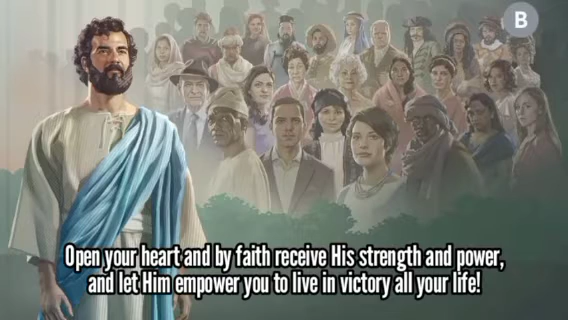 B
Open your heart and by faith receive His strength and power,
and let Him empower you to live in victory all your life!